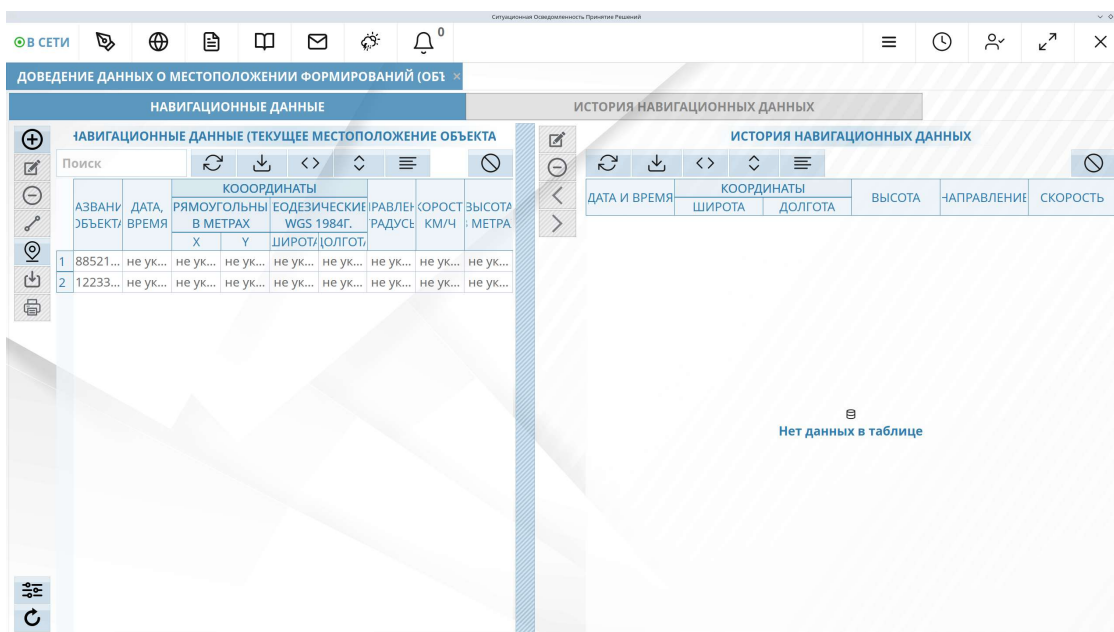 Ситуационная Осведомленность Принятие Решений
В СЕТИ
0
ДОВЕДЕНИЕ ДАННЫХ О МЕСТОПОЛОЖЕНИИ ФОРМИРОВАНИЙ (ОБЪ
НАВИГАЦИОННЫЕ ДАННЫЕ
ИСТОРИЯ НАВИГАЦИОННЫХ ДАННЫХ
НАВИГАЦИОННЫЕ ДАННЫЕ (ТЕКУЩЕЕ МЕСТОПОЛОЖЕНИЕ ОБЪЕКТА
Поиск
АЗВАНИ
ОБЪЕКТА
ДАТА,
ВРЕМЯ
КООРДИНАТЫ
РЯМОУГОЛЬНЫ
В МЕТРАХ
X
Y
ЕОДЕЗИЧЕСКИЕ
WGS 1984Г.
ШИРОТА
ДОЛГОТА
РАВЛЕН
РАДУСЫ
КОРОСТ
КМ/Ч
ВЫСОТА
МЕТРА
1 88521... не ук... не ук... не ук... не ук... не ук... не ук... не ук... не ук...
2 12233... не ук... не ук... не ук... не ук... не ук... не ук... не ук... не ук...
ИСТОРИЯ НАВИГАЦИОННЫХ ДАННЫХ
ДАТА И ВРЕМЯ
КООРДИНАТЫ
ШИРОТА
ДОЛГОТА
ВЫСОТА
НАПРАВЛЕНИЕ
СКОРОСТЬ
Нет данных в таблице